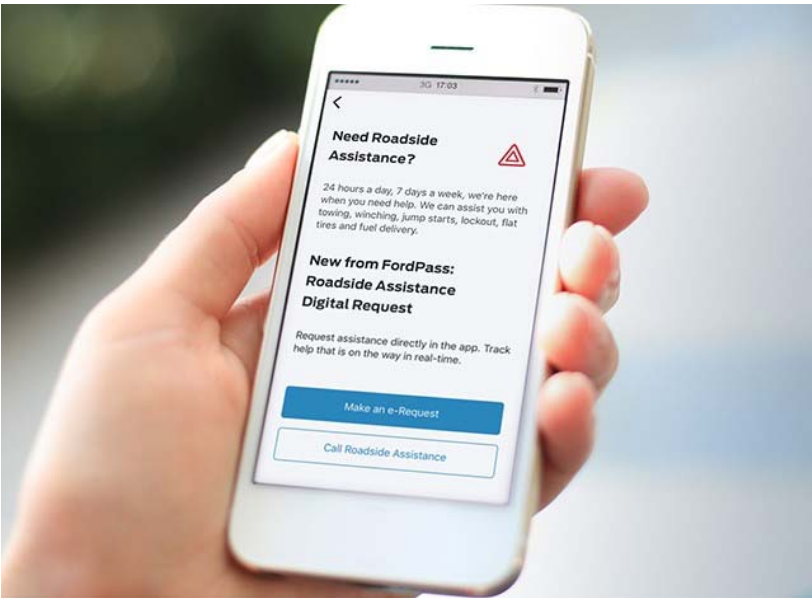 3G 17:03
Need Roadside
Assistance?
24 hours a day, 7 days a week, we're here
when you need help. We can assist you with
towing, winching, jump starts, lockout, flat
tires and fuel delivery.
New from FordPass:
Roadside Assistance
Digital Request
Request assistance directly in the app. Track
help that is on the way in real-time.
Make an e-Request
Call Roadside Assistance